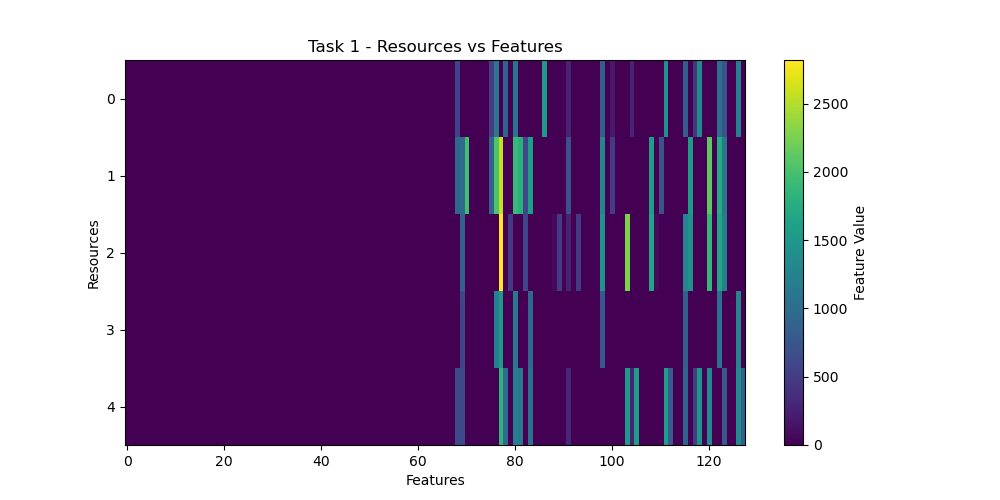 Task 1 - Resources vs Features
Resources
0
1
2
3
4
0 20 40 60 80 100 120
Features
2500
2000
1500
1000
500
0
Feature Value